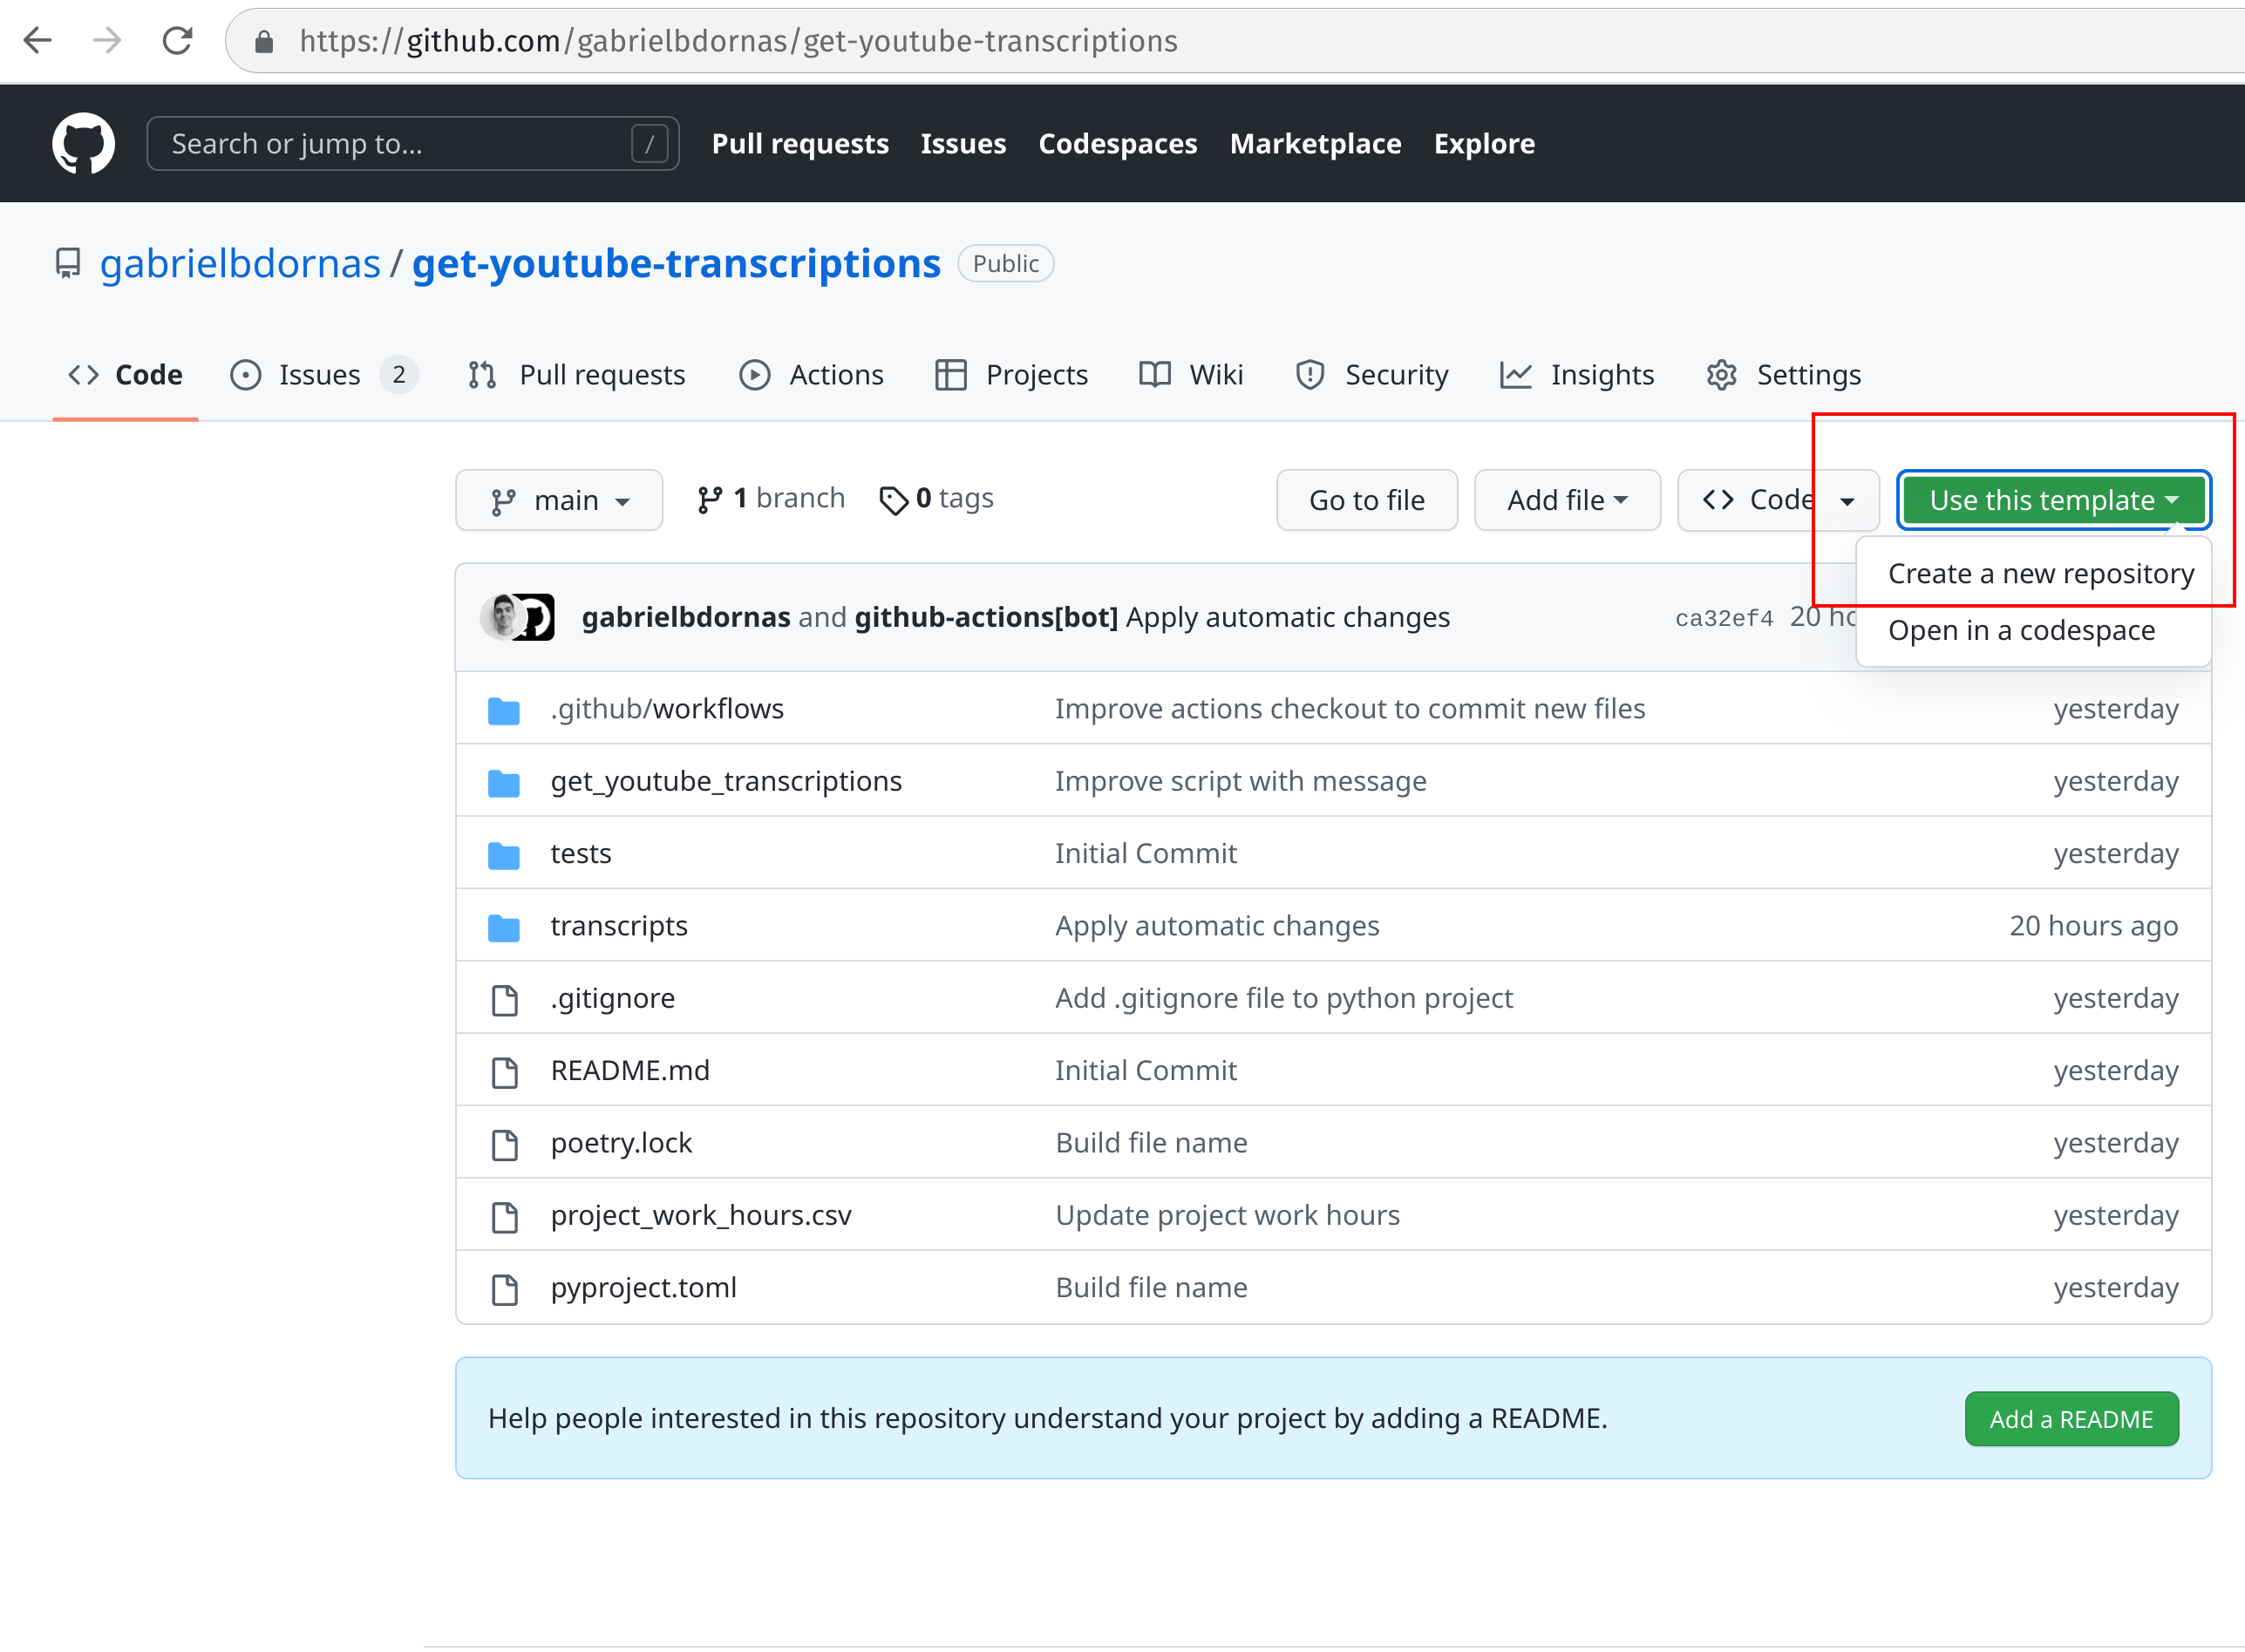 https://github.com/gabrielbdornas/get-youtube-transcriptions
Search or jump to... / Pull requests Issues Codespaces Marketplace Explore
gabrielbdornas / get-youtube-transcriptions Public
Code Issues 2 Pull requests Actions Projects Wiki Security Insights Settings
main 1 branch 0 tags Go to file Add file Code Use this template
Create a new repository
Open in a codespace
gabrielbdornas and github-actions[bot] Apply automatic changes ca32ef4 20 ho
.github/workflows Improve actions checkout to commit new files yesterday
get_youtube_transcriptions Improve script with message yesterday
tests Initial Commit yesterday
transcripts Apply automatic changes 20 hours ago
.gitignore Add .gitignore file to python project yesterday
README.md Initial Commit yesterday
poetry.lock Build file name yesterday
project_work_hours.csv Update project work hours yesterday
pyproject.toml Build file name yesterday
Help people interested in this repository understand your project by adding a README. Add a README